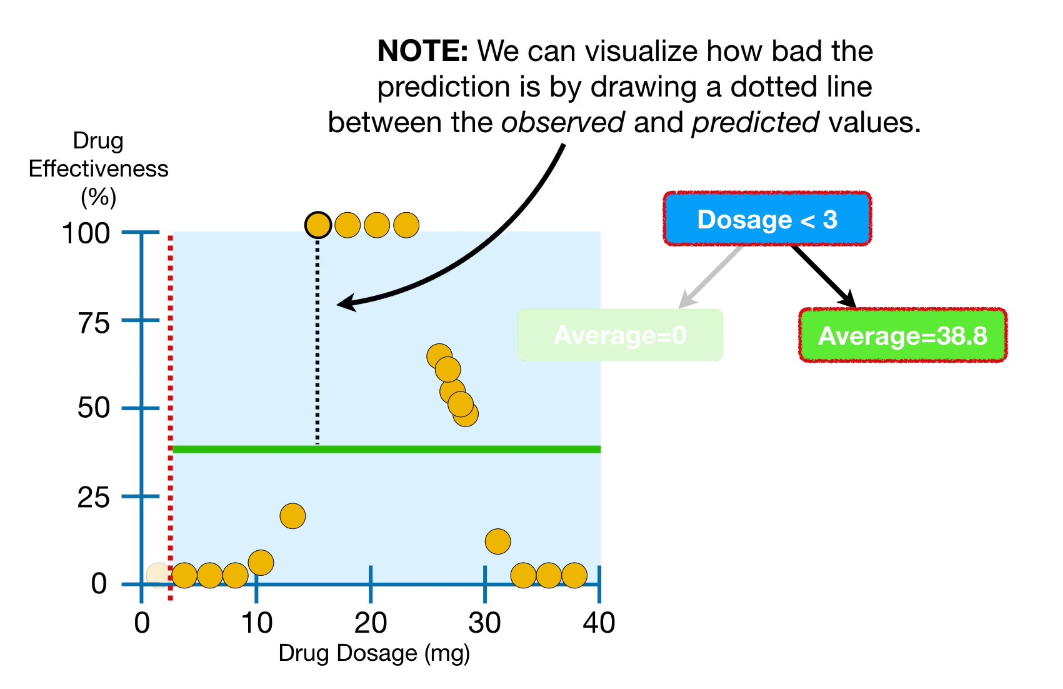 NOTE: We can visualize how bad the
prediction is by drawing a dotted line
between the observed and predicted values.
Drug
Effectiveness
(%)
Dosage < 3
Average=0
Average=38.8
100
75
50
25
0
0
10
20
30
40
Drug Dosage (mg)